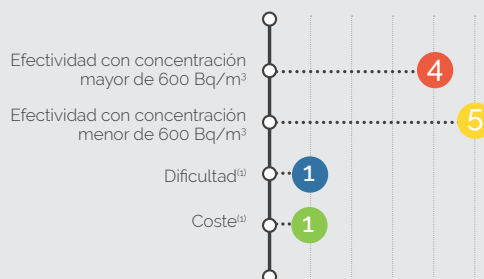 Efectividad con concentración
mayor de 600 Bq/m³
4
Efectividad con concentración
menor de 600 Bq/m³
5
Dificultad⁽¹⁾
1
Coste⁽¹⁾
1